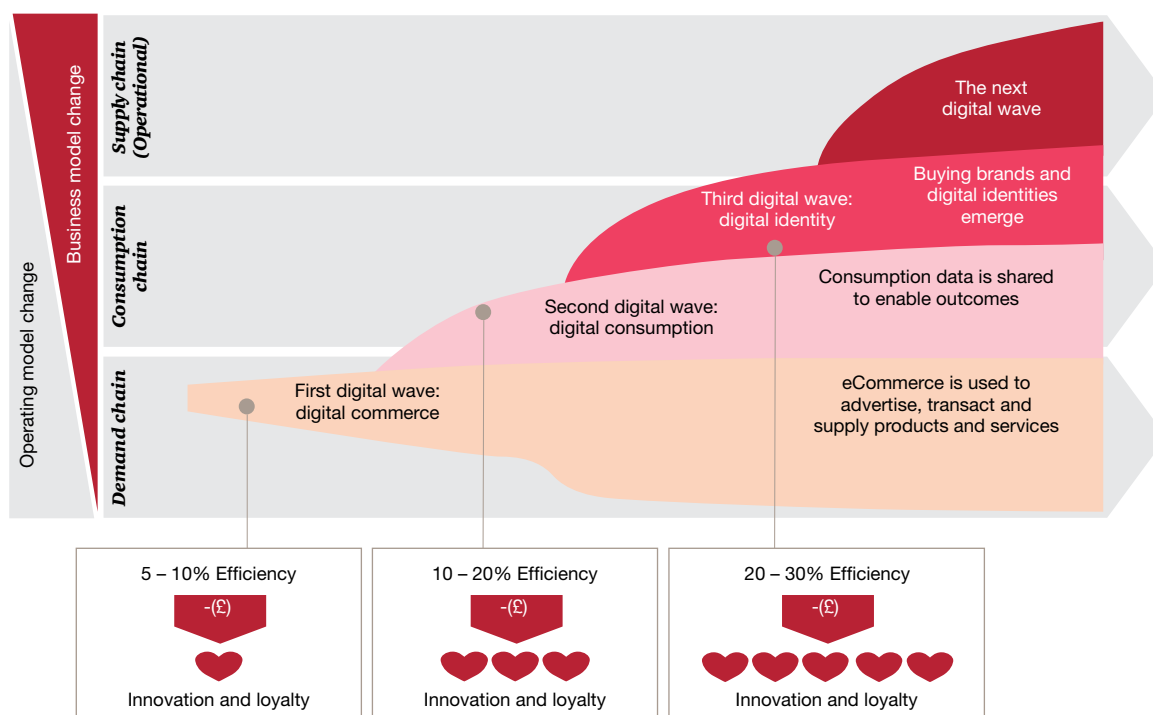 Business model change
Operating model change
Supply chain
(Operational)
The next
digital wave
Consumption
chain
Third digital wave:
digital identity
Buying brands and
digital identities
emerge
Second digital wave:
digital consumption
Consumption data is shared
to enable outcomes
Demand chain
First digital wave:
digital commerce
eCommerce is used to
advertise, transact and
supply products and services
5 – 10% Efficiency
-(£)
Innovation and loyalty
10 – 20% Efficiency
-(£)
Innovation and loyalty
20 – 30% Efficiency
-(£)
Innovation and loyalty